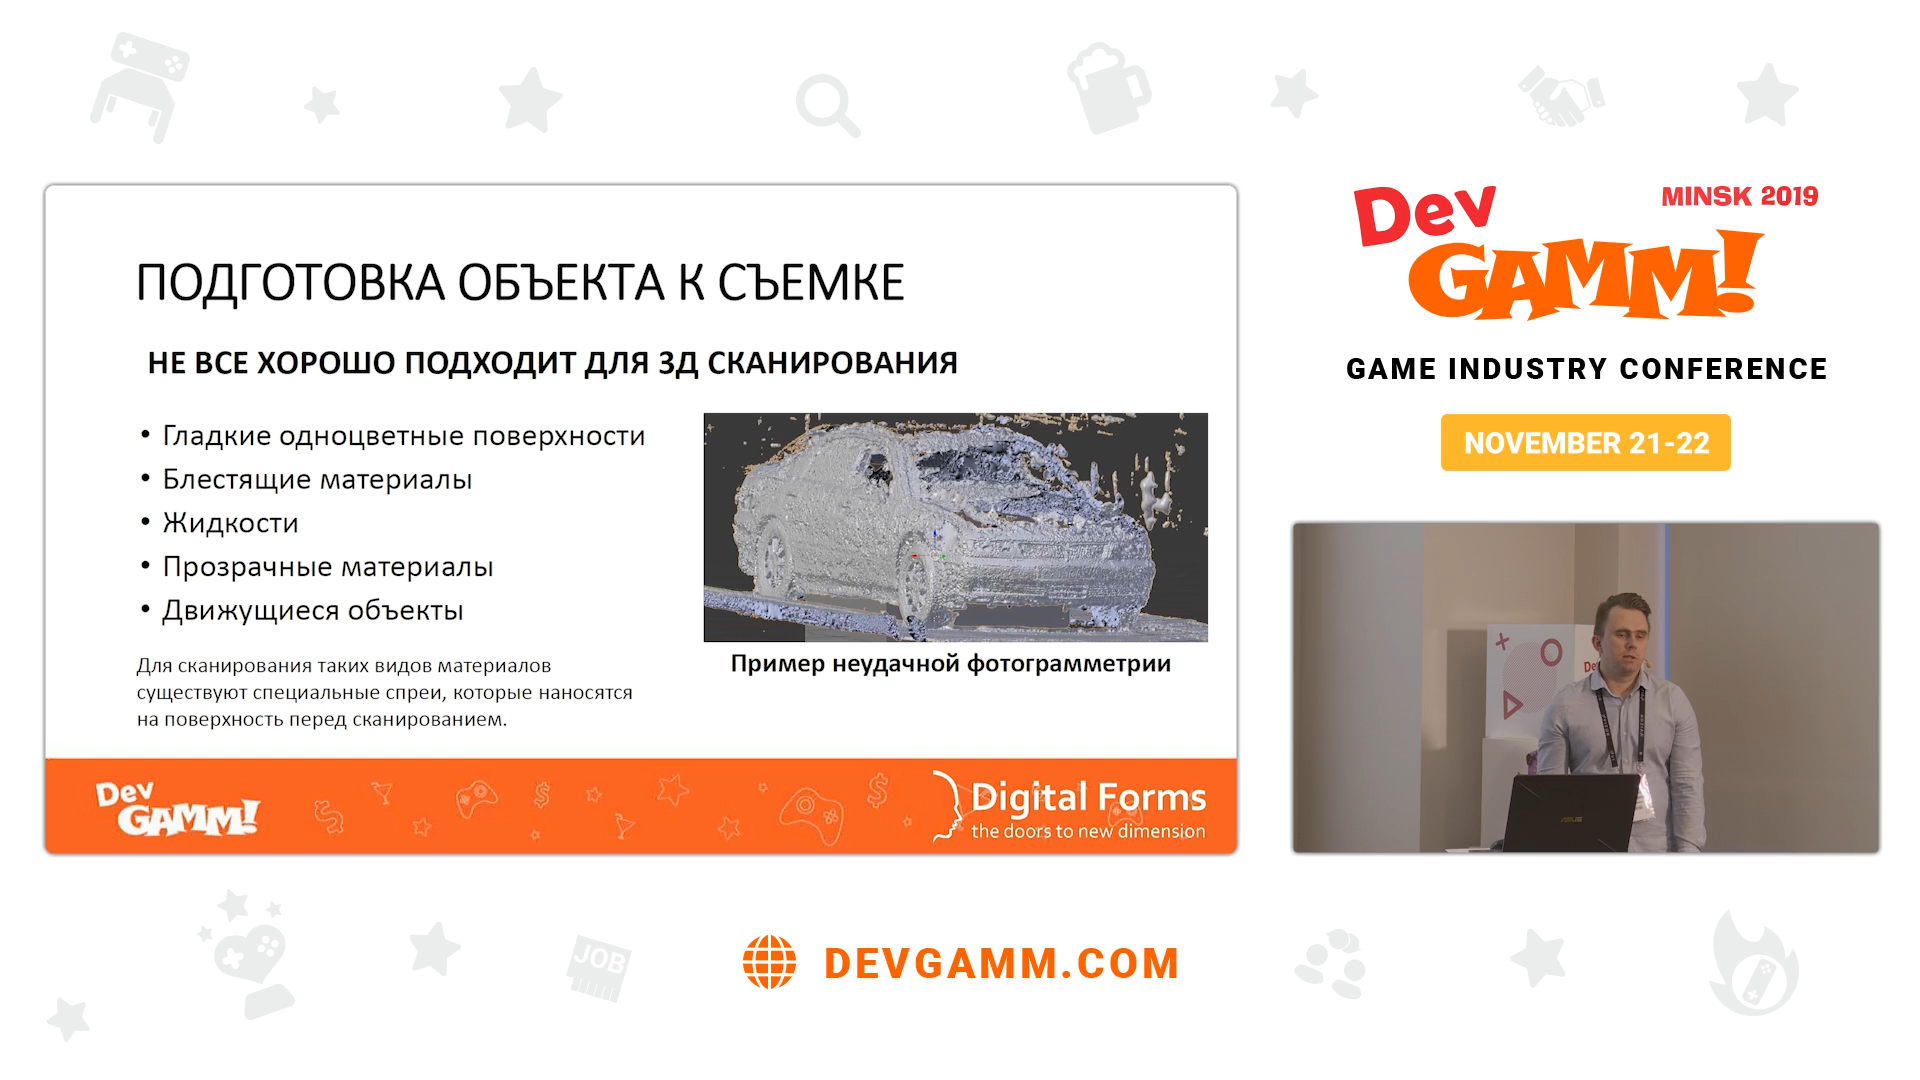 ПОДГОТОВКА ОБЪЕКТА К СЪЕМКЕ
НЕ ВСЕ ХОРОШО ПОДХОДИТ ДЛЯ 3Д СКАНИРОВАНИЯ
• Гладкие одноцветные поверхности
• Блестящие материалы
• Жидкости
• Прозрачные материалы
• Движущиеся объекты
Для сканирования таких видов материалов
существуют специальные спреи, которые наносятся
на поверхность перед сканированием.
Пример неудачной фотограмметрии
Dev
GAMM!
Digital Forms
the doors to new dimension
Dev
MINSK 2019
GAMM!
GAME INDUSTRY CONFERENCE
NOVEMBER 21-22
De
ASUS
JOB
DEVGAMM.COM